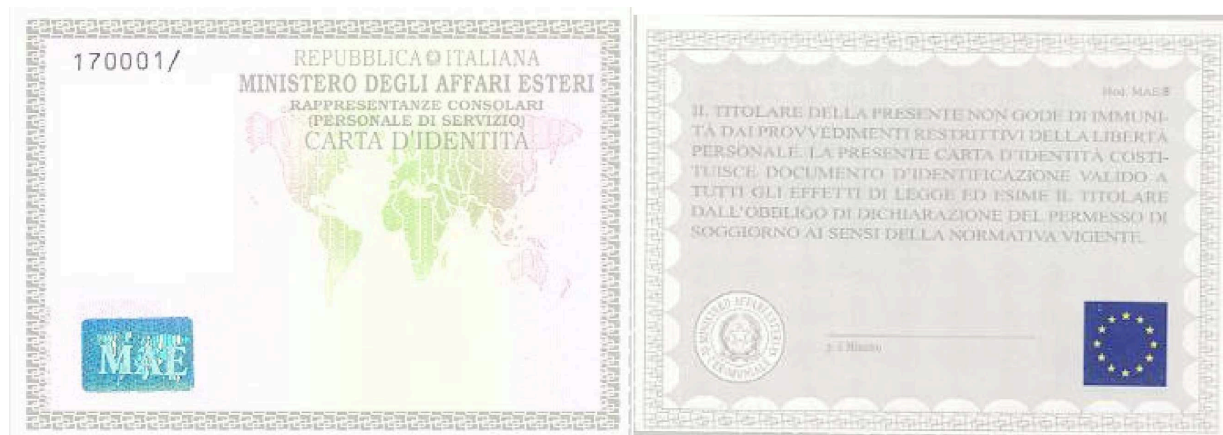 170001/
REPUBBLICA ITALIANA
MINISTERO DEGLI AFFARI ESTERI
RAPPRESENTANZE CONSOLARI
(PERSONALE DI SERVIZIO)
CARTA D'IDENTITÀ
MAE
Mod. MAE/8
IL TITOLARE DELLA PRESENTE NON GODE DI IMMUNI-
TÀ DAI PROVVEDIMENTI RESTRITTIVI DELLA LIBERTÀ
PERSONALE. LA PRESENTE CARTA D'IDENTITÀ COSTI-
TUISCE DOCUMENTO D'IDENTIFICAZIONE VALIDO A
TUTTI GLI EFFETTI DI LEGGE ED ESIME IL TITOLARE
DALL'OBBLIGO DI DICHIARAZIONE DEL PERMESSO DI
SOGGIORNO AI SENSI DELLA NORMATIVA VIGENTE.
p. il Ministro